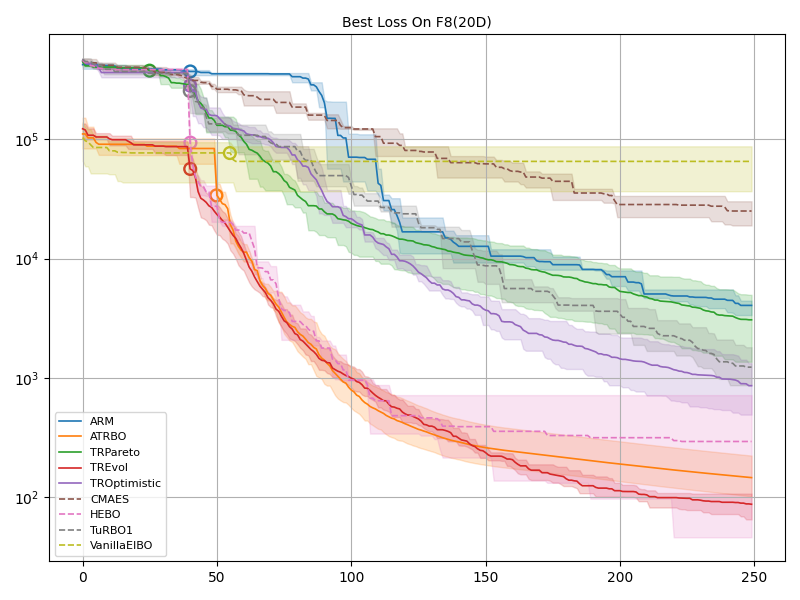 Best Loss On F8(20D)
10^5
10^4
10^3
10^2
ARM
ATRBO
TRPareto
TREvol
TROptimistic
CMAES
HEBO
TuRBO1
VanillaEIBO
0 50 100 150 200 250